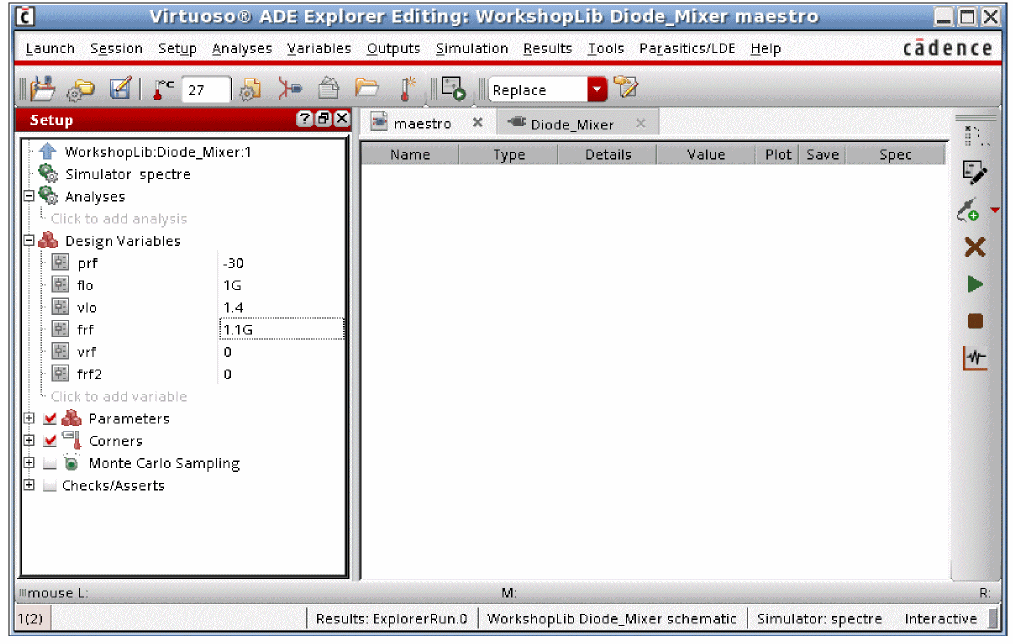 Virtuoso® ADE Explorer Editing: WorkshopLib Diode_Mixer maestro
Launch Session Setup Analyses Variables Outputs Simulation Results Tools Parasitics/LDE Help cādence
27 Replace
Setup
maestro Diode_Mixer
Name Type Details Value Plot Save Spec
WorkshopLib:Diode_Mixer:1
Simulator spectre
Analyses
Click to add analysis
Design Variables
prf -30
flo 1G
vlo 1.4
frf 1.1G
vrf 0
frf2 0
Click to add variable
Parameters
Corners
Monte Carlo Sampling
Checks/Asserts
mouse L: M: R:
1(2) Results: ExplorerRun.0 WorkshopLib Diode_Mixer schematic Simulator: spectre Interactive